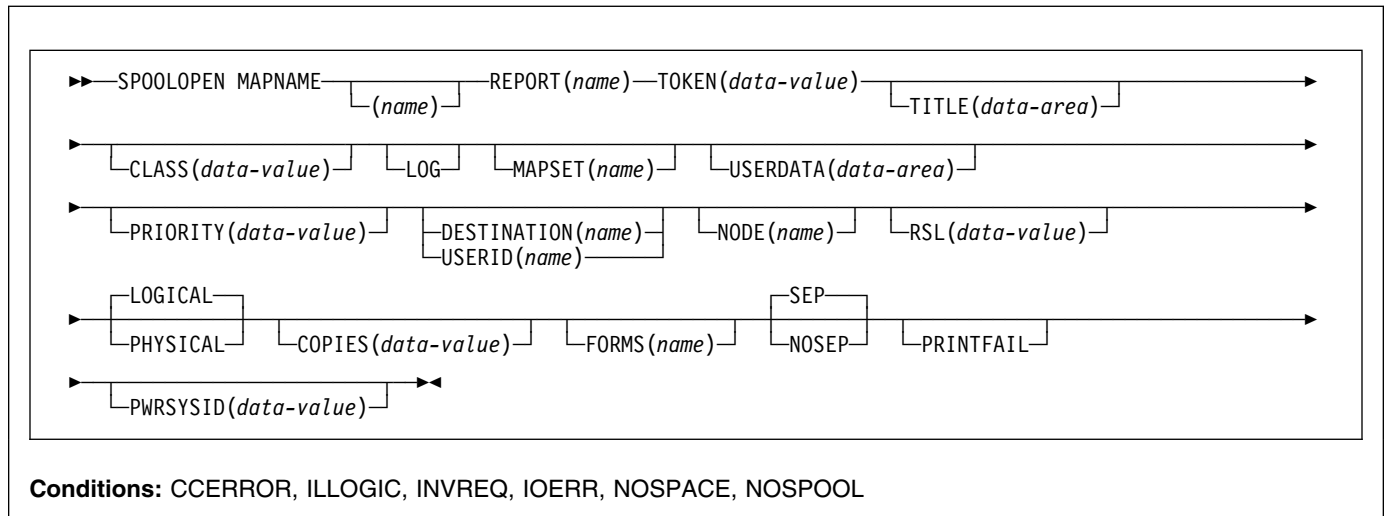 SPOOLOPEN MAPNAME (name) REPORT(name) TOKEN(data-value) TITLE(data-area)
CLASS(data-value) LOG MAPSET(name) USERDATA(data-area)
PRIORITY(data-value) DESTINATION(name) NODE(name) RSL(data-value)
USERID(name)
LOGICAL SEP
PHYSICAL COPIES(data-value) FORMS(name) NOSEP PRINTFAIL
PWRSYSID(data-value)
Conditions: CCERROR, ILLOGIC, INVREQ, IOERR, NOSPACE, NOSPOOL